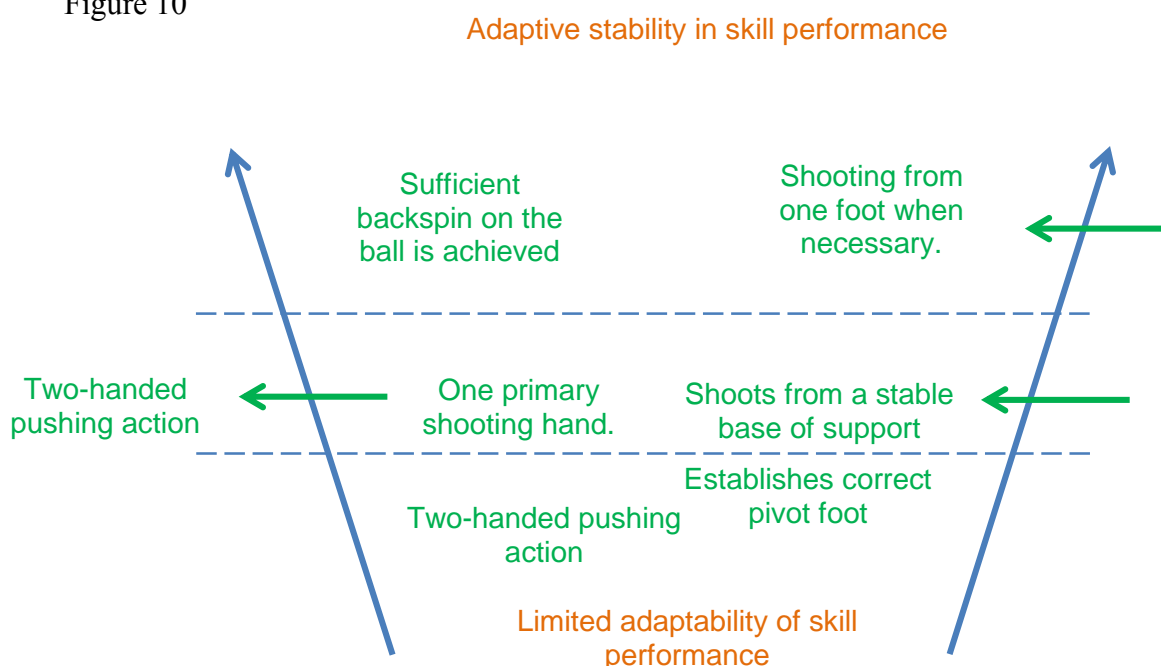 Figure 10
Adaptive stability in skill performance
Sufficient
backspin on the
ball is achieved
Shooting from
one foot when
necessary.
Two-handed
pushing action
One primary
shooting hand.
Shoots from a stable
base of support
Establishes correct
pivot foot
Two-handed pushing
action
Limited adaptability of skill
performance